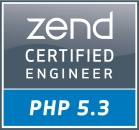 zend
CERTIFIED
ENGINEER
PHP 5.3